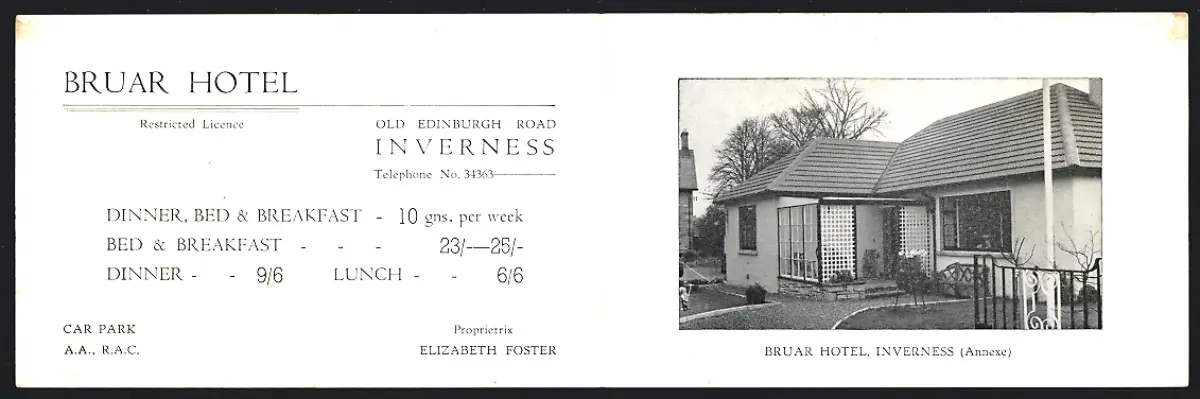 BRUAR HOTEL
Restricted Licence
OLD EDINBURGH ROAD
INVERNESS
Telephone No. 34363
DINNER, BED & BREAKFAST - 10 gns. per week
BED & BREAKFAST - - - 23/-—25/-
DINNER - - 9/6 LUNCH - - 6/6
CAR PARK
A.A., R.A.C.
Proprietrix
ELIZABETH FOSTER
BRUAR HOTEL, INVERNESS (Annexe)